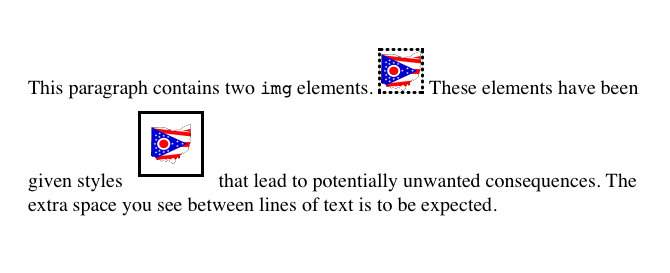 This paragraph contains two img elements. These elements have been
given styles that lead to potentially unwanted consequences. The
extra space you see between lines of text is to be expected.